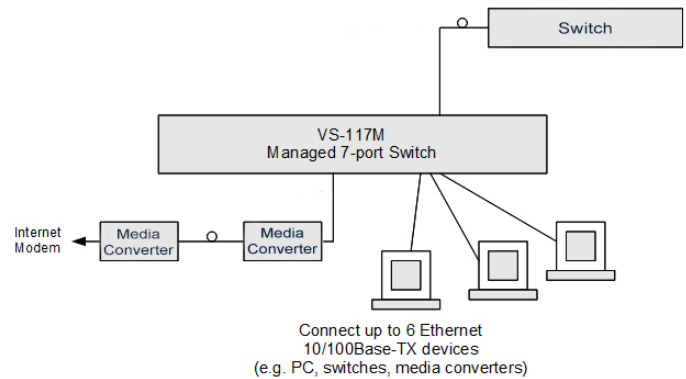 Switch
VS-117M
Managed 7-port Switch
Internet
Modem
Media
Converter
Media
Converter
Connect up to 6 Ethernet
10/100Base-TX devices
(e.g. PC, switches, media converters)